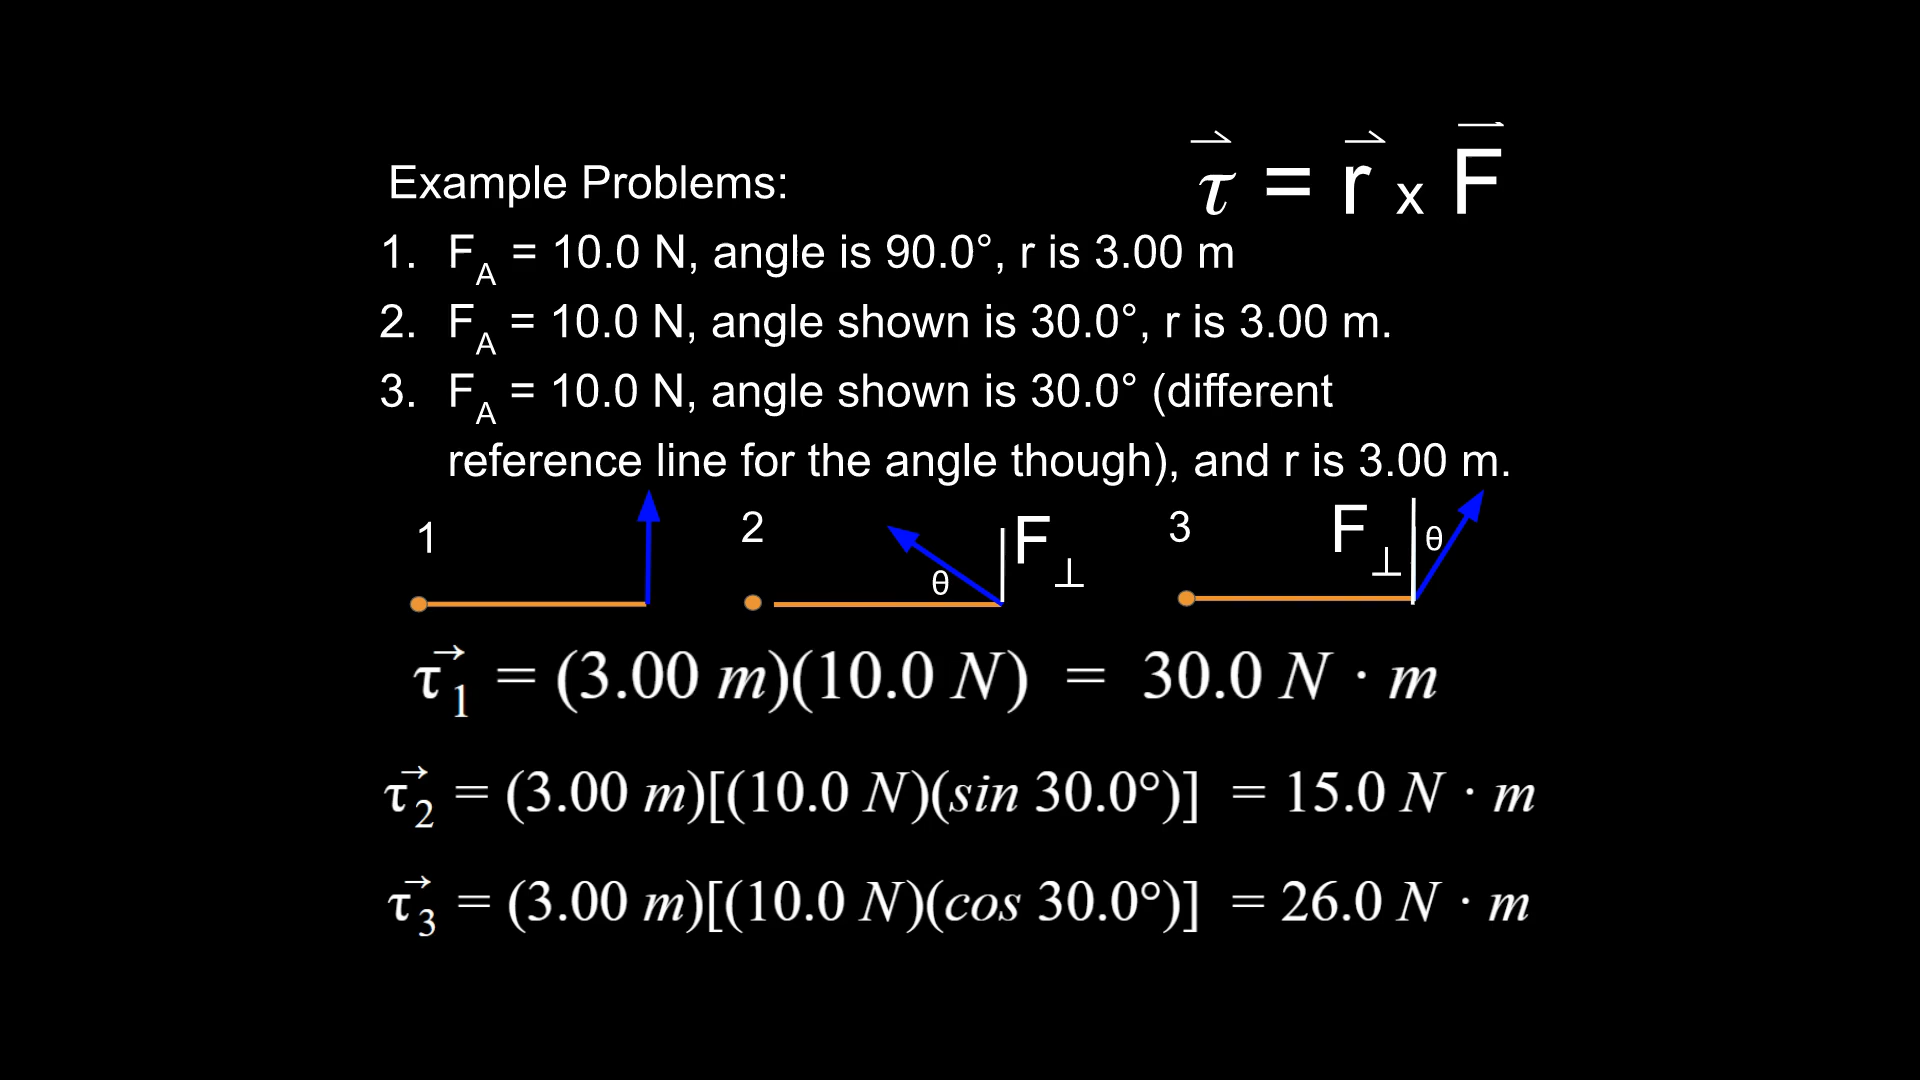 Example Problems:
τ⃗ = r⃗ x F⃗
1. F_A = 10.0 N, angle is 90.0°, r is 3.00 m
2. F_A = 10.0 N, angle shown is 30.0°, r is 3.00 m.
3. F_A = 10.0 N, angle shown is 30.0° (different
reference line for the angle though), and r is 3.00 m.
1
2 θ F⊥
3 F⊥ θ
τ⃗₁ = (3.00 m)(10.0 N) = 30.0 N · m
τ⃗₂ = (3.00 m)[(10.0 N)(sin 30.0°)] = 15.0 N · m
τ⃗₃ = (3.00 m)[(10.0 N)(cos 30.0°)] = 26.0 N · m